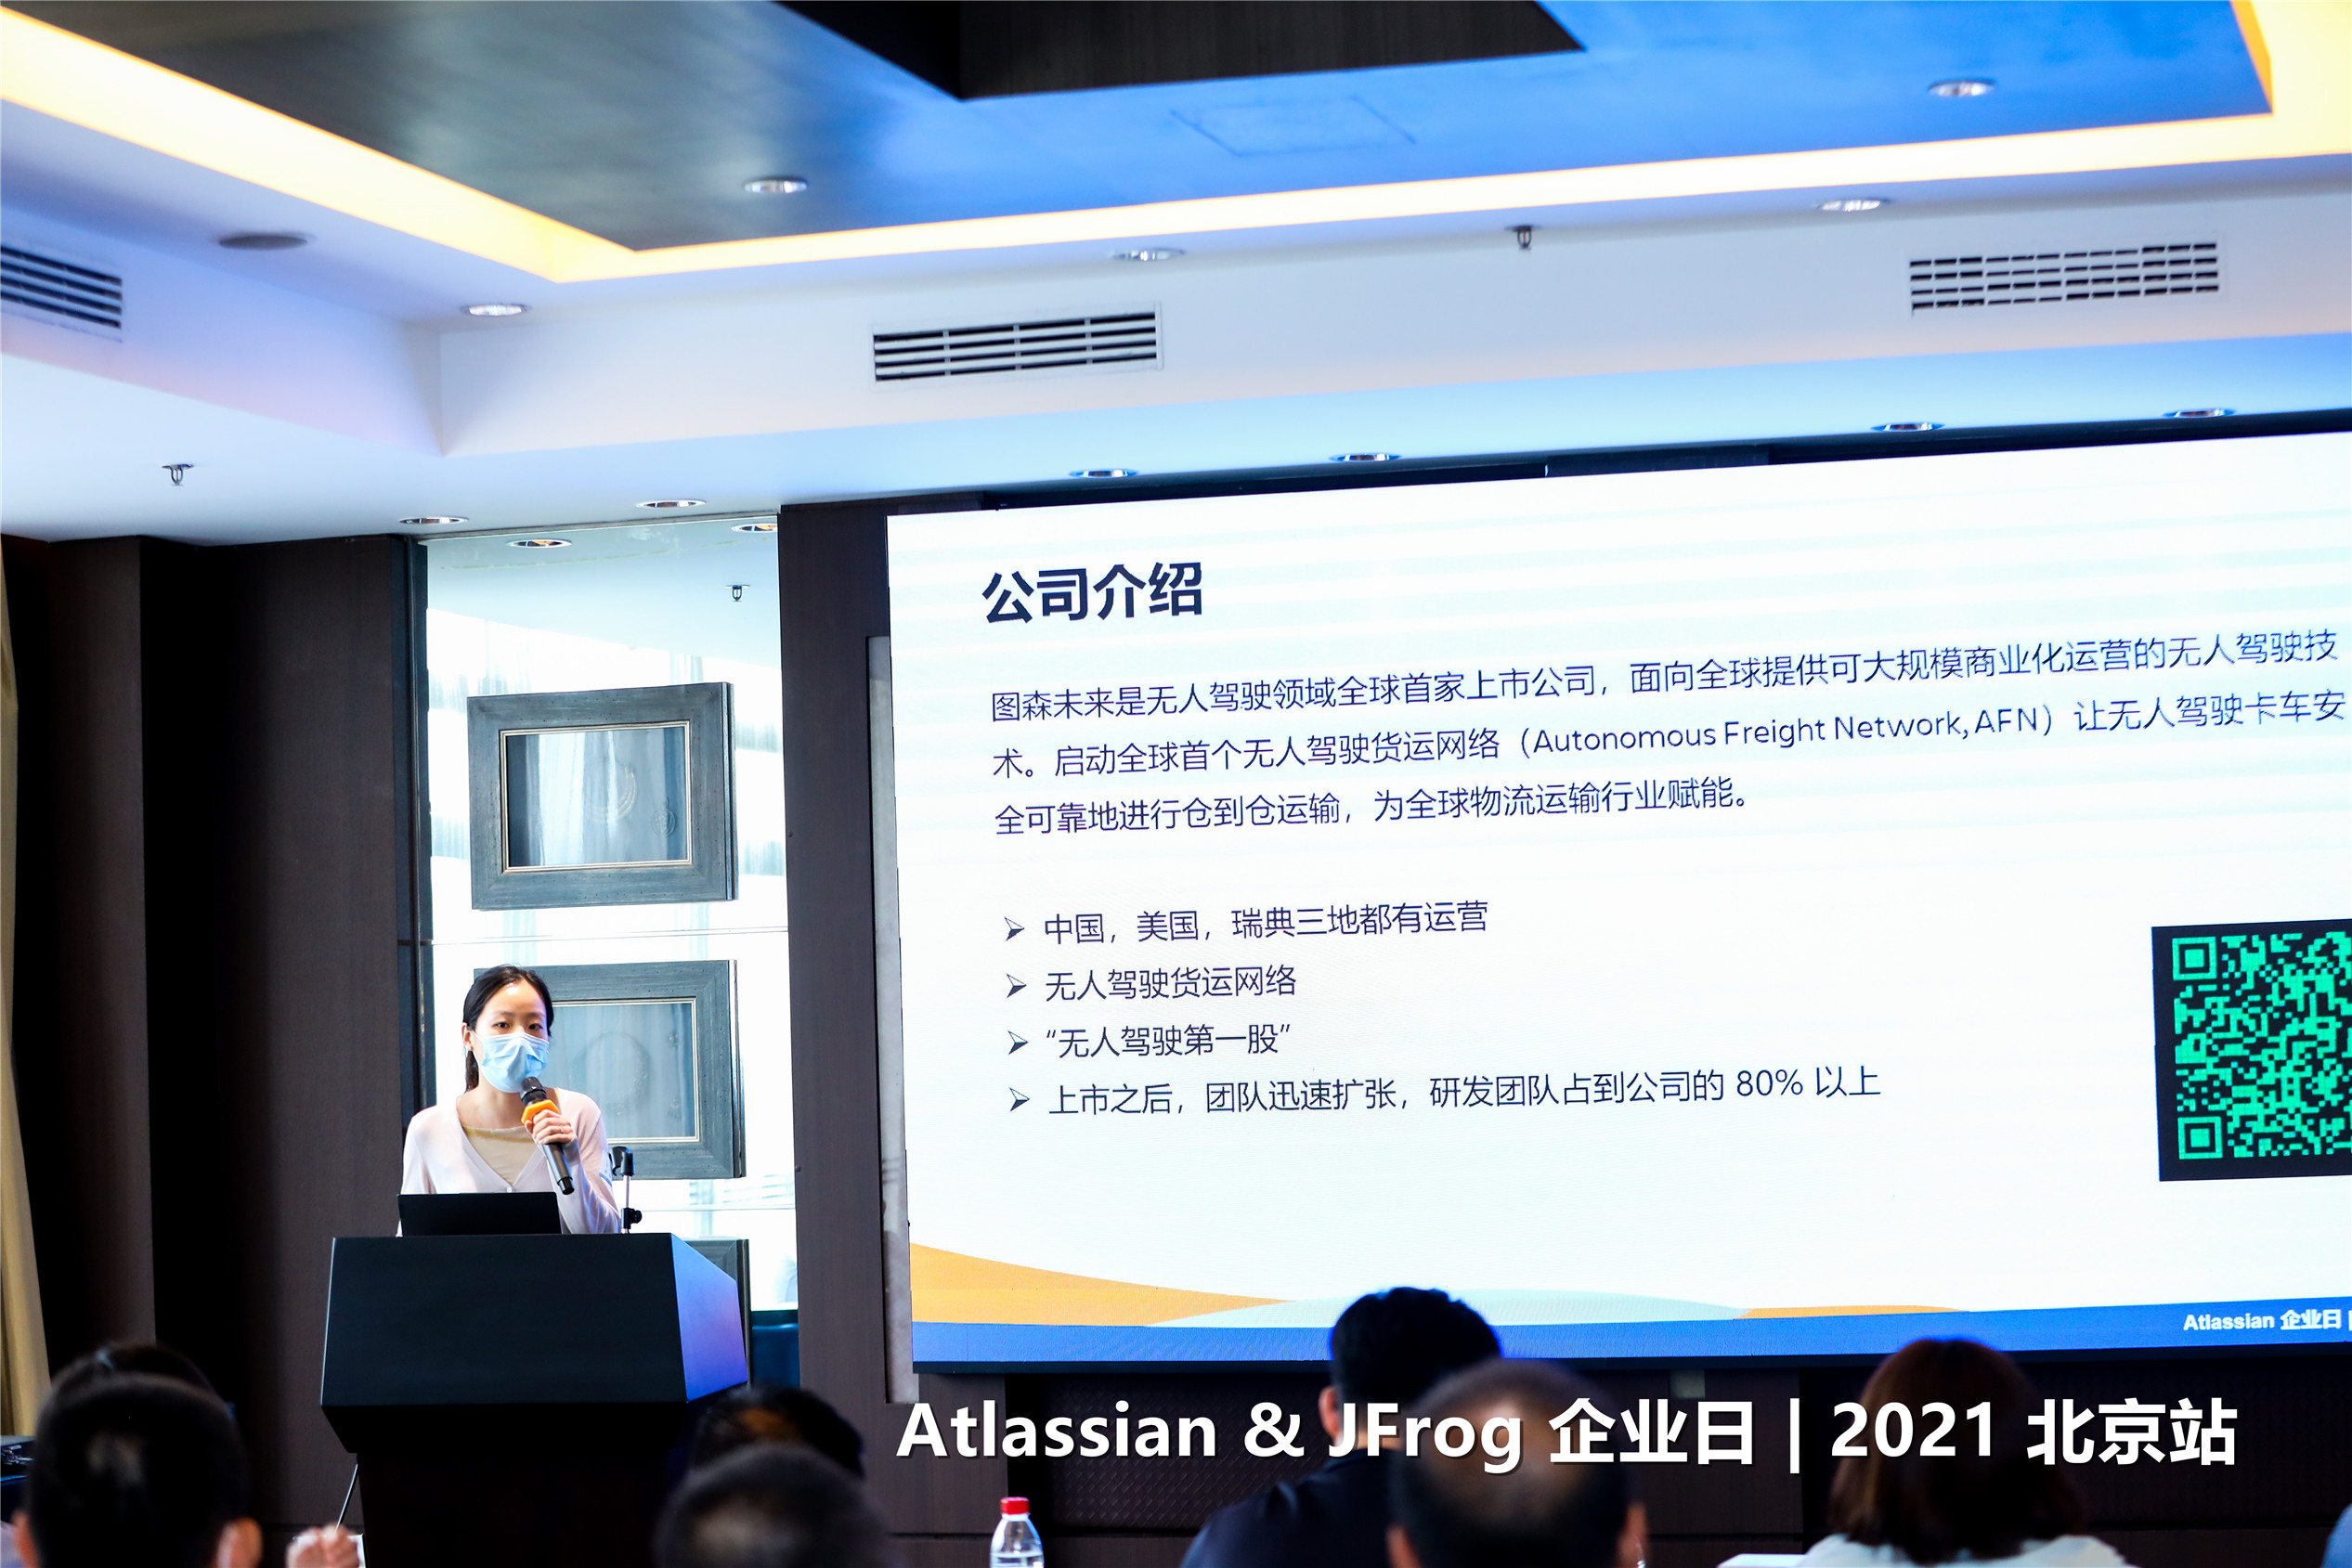 公司介绍
图森未来是无人驾驶领域全球首家上市公司，面向全球提供可大规模商业化运营的无人驾驶技
术。启动全球首个无人驾驶货运网络（Autonomous Freight Network, AFN）让无人驾驶卡车安
全可靠地进行仓到仓运输，为全球物流运输行业赋能。
➢ 中国，美国，瑞典三地都有运营
➢ 无人驾驶货运网络
➢ “无人驾驶第一股”
➢ 上市之后，团队迅速扩张，研发团队占到公司的 80% 以上
Atlassian 企业日 |
Atlassian & JFrog 企业日 | 2021 北京站